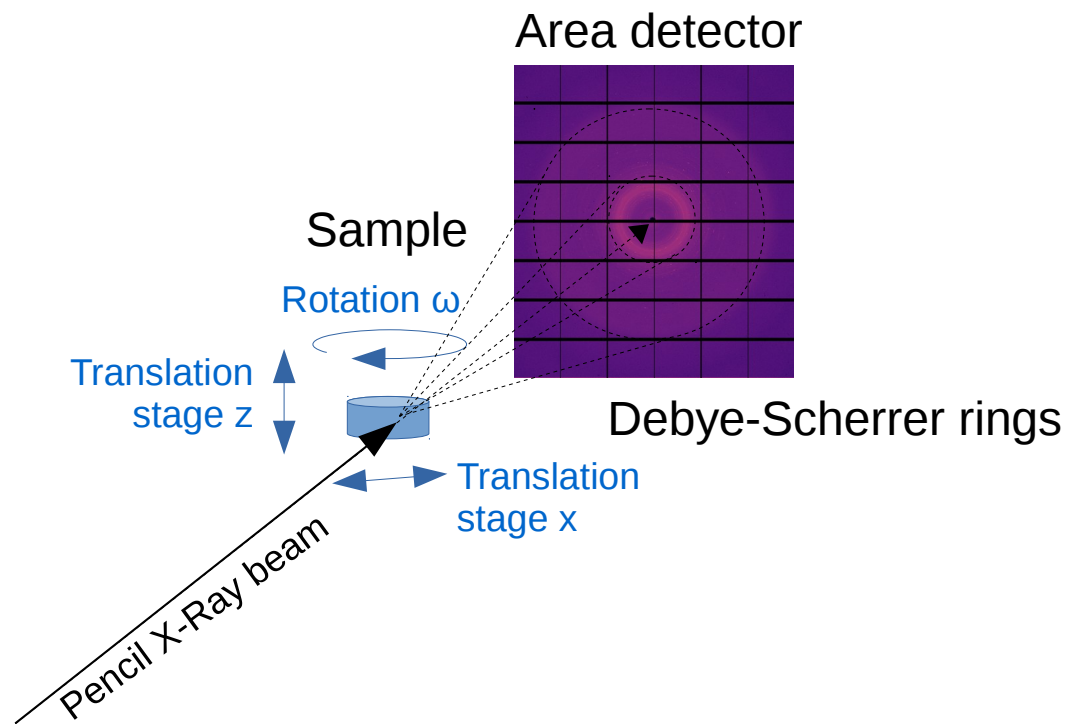 Area detector
Sample
Rotation ω
Translation
stage z
Debye-Scherrer rings
Translation
stage x
Pencil X-Ray beam